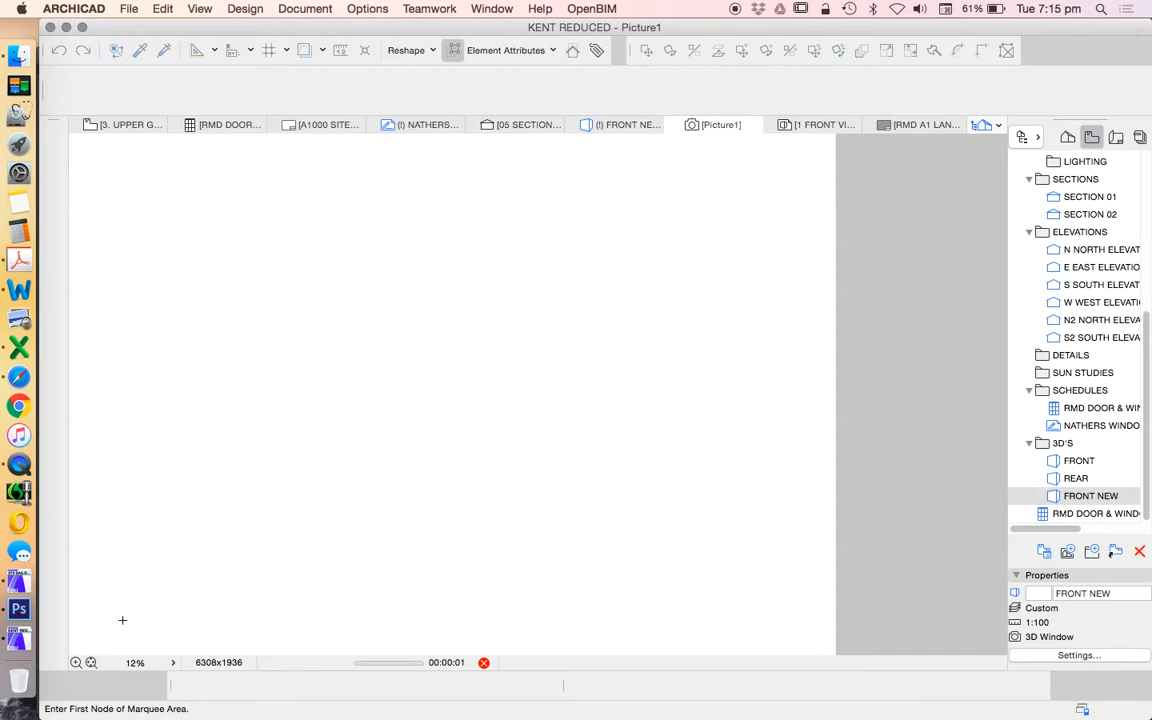 ARCHICAD File Edit View Design Document Options Teamwork Window Help OpenBIM 61% Tue 7:15 pm
KENT REDUCED - Picture1
Reshape Element Attributes
[3. UPPER G... [RMD DOOR... [A1000 SITE... (!) NATHERS... [05 SECTION... (!) FRONT NE... [Picture1] [1 FRONT VI... [RMD A1 LAN...
LIGHTING
SECTIONS
SECTION 01
SECTION 02
ELEVATIONS
N NORTH ELEVAT
E EAST ELEVATIO
S SOUTH ELEVAT
W WEST ELEVATI
N2 NORTH ELEVA
S2 SOUTH ELEVA
DETAILS
SUN STUDIES
SCHEDULES
RMD DOOR & WIN
NATHERS WINDO
3D'S
FRONT
REAR
FRONT NEW
RMD DOOR & WIND
Properties
FRONT NEW
Custom
1:100
3D Window
Settings...
12% 6308x1936 00:00:01
Enter First Node of Marquee Area.